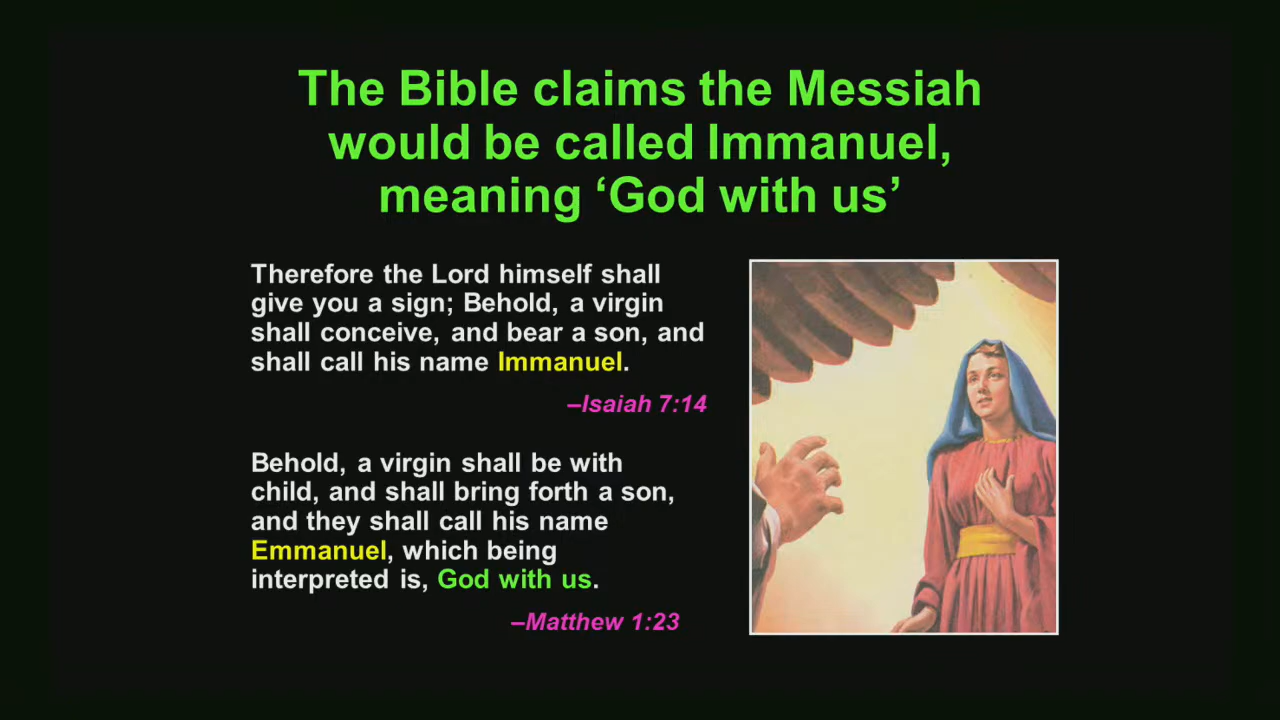 The Bible claims the Messiah
would be called Immanuel,
meaning ‘God with us’
Therefore the Lord himself shall
give you a sign; Behold, a virgin
shall conceive, and bear a son, and
shall call his name Immanuel.
–Isaiah 7:14
Behold, a virgin shall be with
child, and shall bring forth a son,
and they shall call his name
Emmanuel, which being
interpreted is, God with us.
–Matthew 1:23